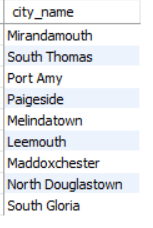 city_name
Mirandamouth
South Thomas
Port Amy
Paigeside
Melindatown
Leemouth
Maddoxchester
North Douglastown
South Gloria